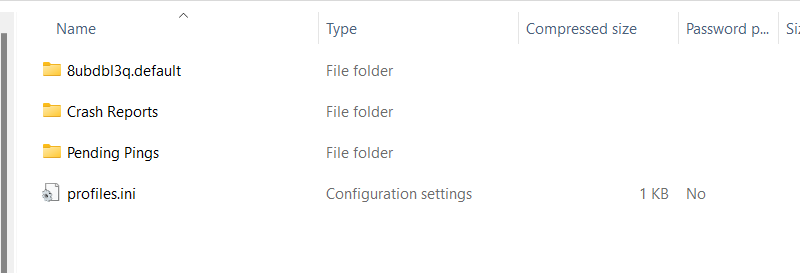 Name Type Compressed size Password p... Si
8ubdbl3q.default File folder
Crash Reports File folder
Pending Pings File folder
profiles.ini Configuration settings 1 KB No